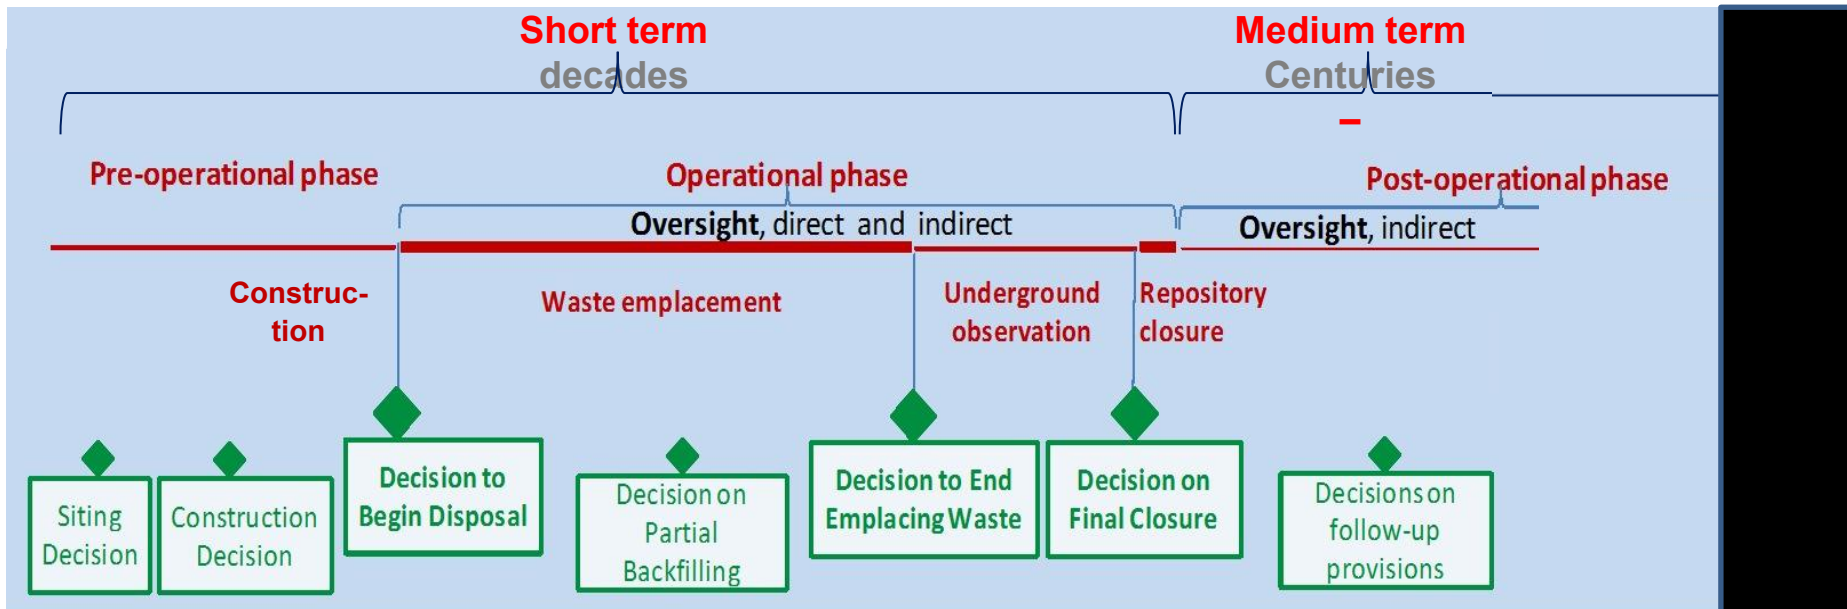 Short term
decades
Medium term
Centuries
–
Pre-operational phase
Operational phase
Post-operational phase
Oversight, direct and indirect
Oversight, indirect
Construc-
tion
Waste emplacement
Underground
observation
Repository
closure
Siting
Decision
Construction
Decision
Decision to
Begin Disposal
Decision on
Partial
Backfilling
Decision to End
Emplacing Waste
Decision on
Final Closure
Decisions on
follow-up
provisions